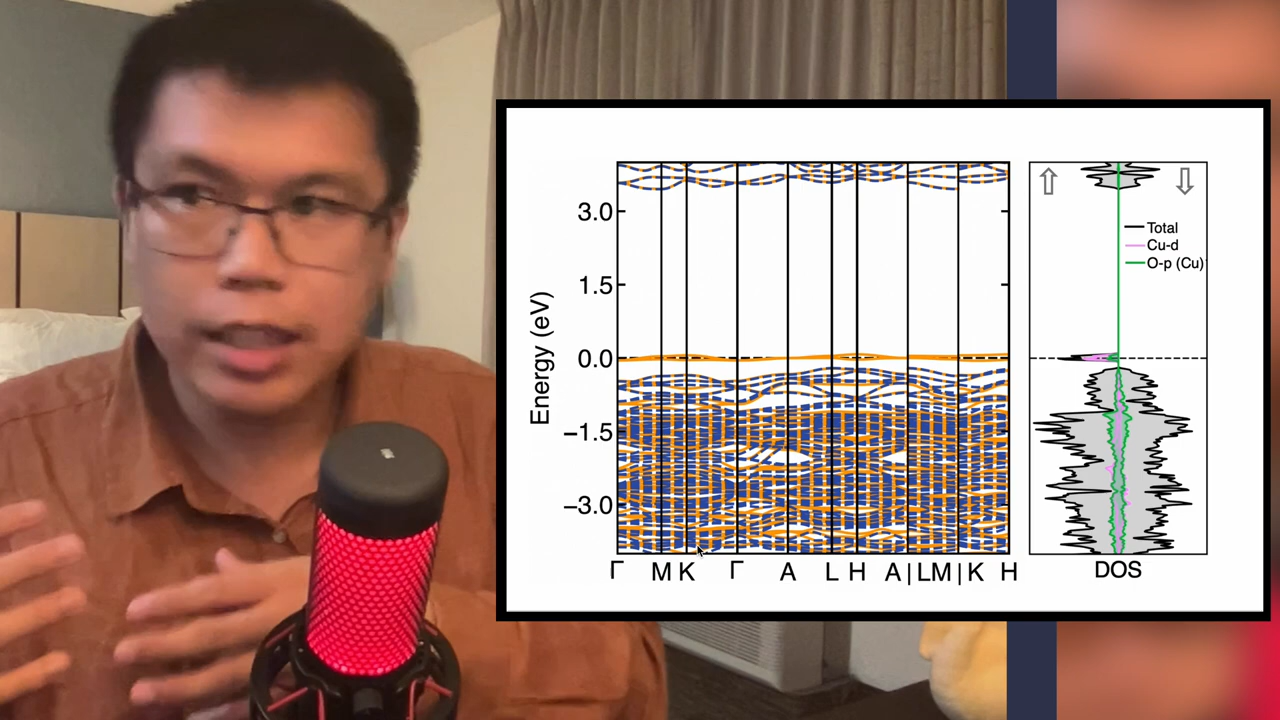 3.0
1.5
0.0
−1.5
−3.0
Energy (eV)
Γ M K Γ A L H A|LM|K H
Total
Cu-d
O-p (Cu)
DOS